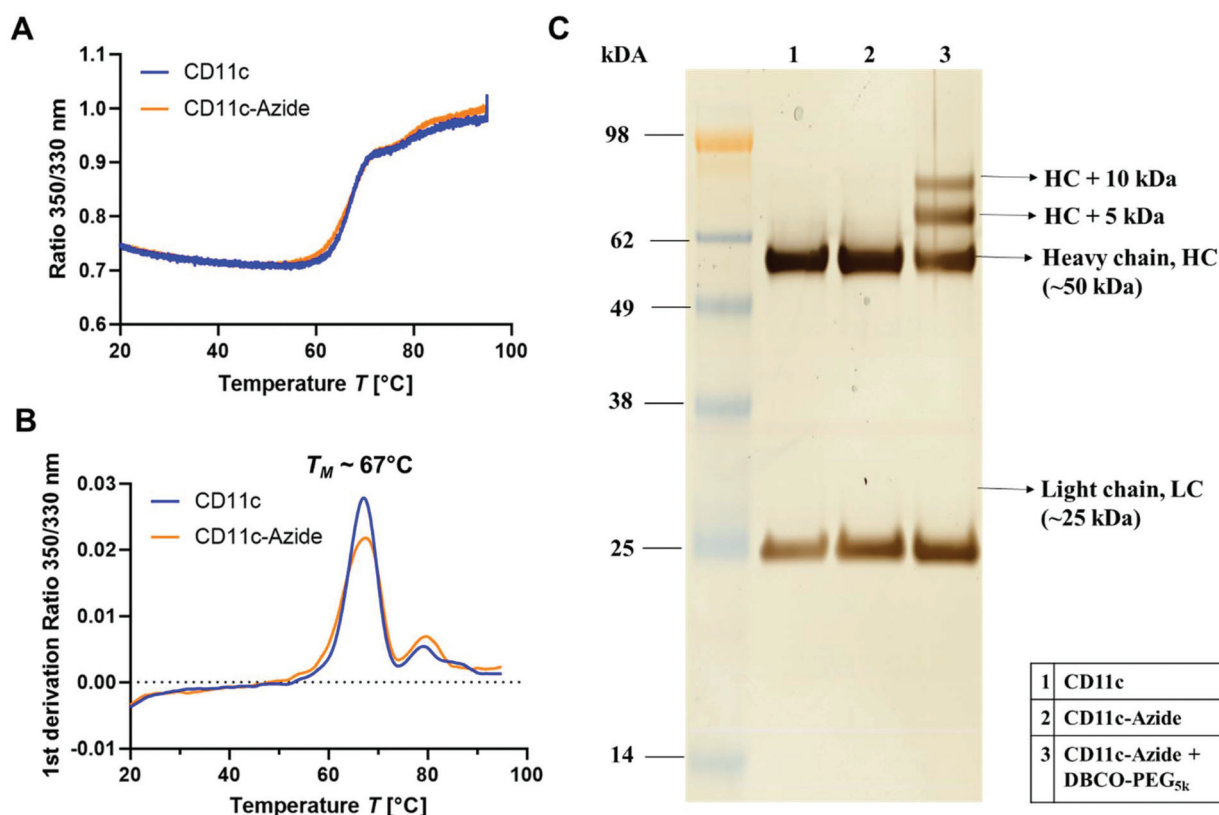 A
1.1
1.0
0.9
0.8
0.7
0.6
Ratio 350/330 nm
CD11c
CD11c-Azide
20 40 60 80 100
Temperature T [°C]
B
T_M ~ 67°C
0.03
0.02
0.01
0.00
-0.01
1st derivation Ratio 350/330 nm
CD11c
CD11c-Azide
20 40 60 80 100
Temperature T [°C]
C
kDA 1 2 3
98
62
49
38
25
14
HC + 10 kDa
HC + 5 kDa
Heavy chain, HC
(~50 kDa)
Light chain, LC
(~25 kDa)
1 CD11c
2 CD11c-Azide
3 CD11c-Azide +
DBCO-PEG5k